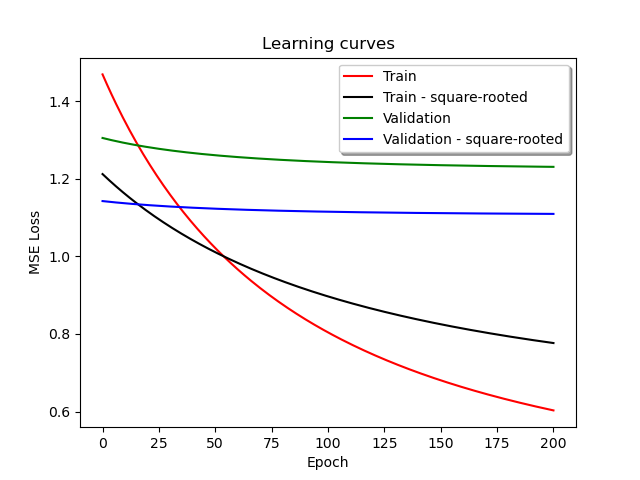 Learning curves
Train
Train - square-rooted
Validation
Validation - square-rooted
1.4
1.2
1.0
0.8
0.6
MSE Loss
0 25 50 75 100 125 150 175 200
Epoch